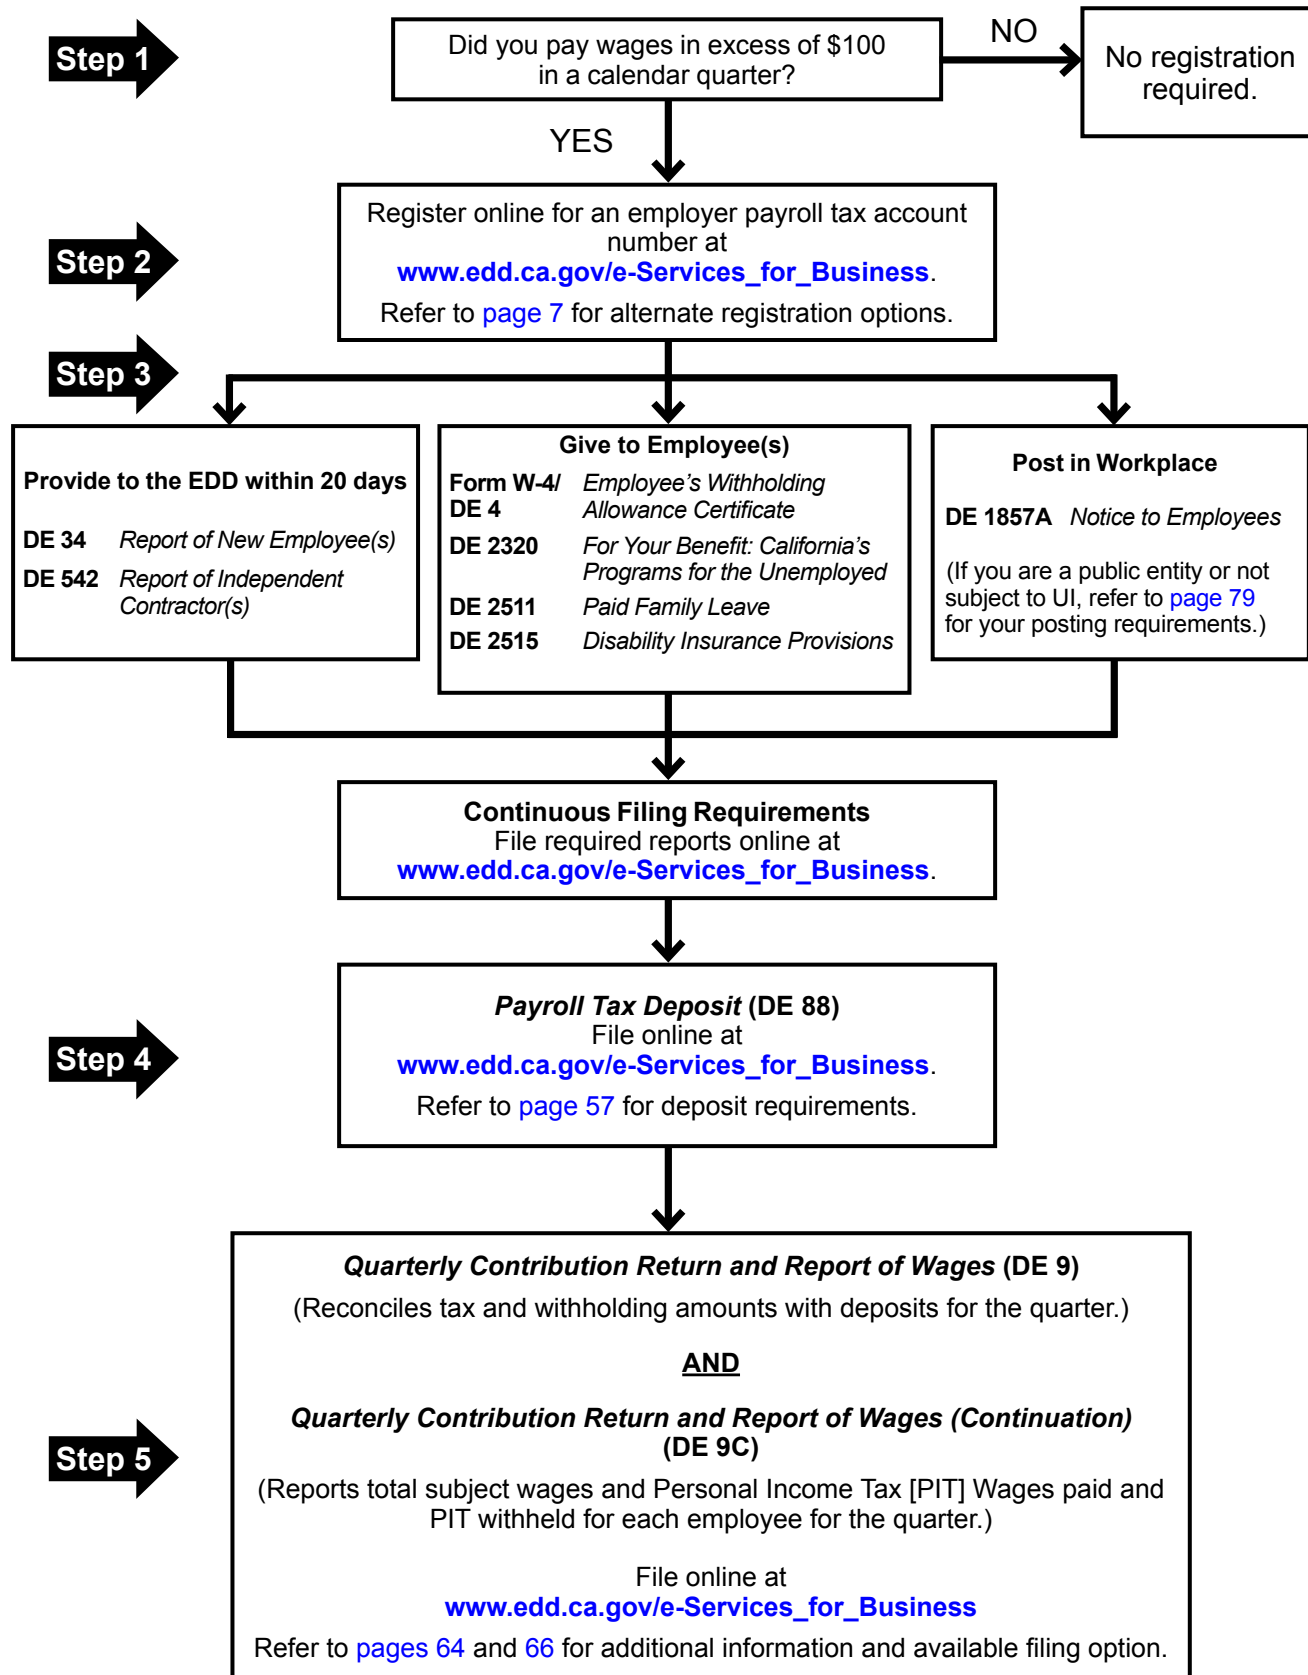 Step 1
Did you pay wages in excess of $100
in a calendar quarter?
NO
No registration
required.
YES
Step 2
Register online for an employer payroll tax account
number at
www.edd.ca.gov/e-Services_for_Business.
Refer to page 7 for alternate registration options.
Step 3
Provide to the EDD within 20 days
DE 34 Report of New Employee(s)
DE 542 Report of Independent
Contractor(s)
Give to Employee(s)
Form W-4/ Employee’s Withholding
DE 4 Allowance Certificate
DE 2320 For Your Benefit: California’s
Programs for the Unemployed
DE 2511 Paid Family Leave
DE 2515 Disability Insurance Provisions
Post in Workplace
DE 1857A Notice to Employees
(If you are a public entity or not
subject to UI, refer to page 79
for your posting requirements.)
Continuous Filing Requirements
File required reports online at
www.edd.ca.gov/e-Services_for_Business.
Step 4
Payroll Tax Deposit (DE 88)
File online at
www.edd.ca.gov/e-Services_for_Business.
Refer to page 57 for deposit requirements.
Step 5
Quarterly Contribution Return and Report of Wages (DE 9)
(Reconciles tax and withholding amounts with deposits for the quarter.)
AND
Quarterly Contribution Return and Report of Wages (Continuation)
(DE 9C)
(Reports total subject wages and Personal Income Tax [PIT] Wages paid and
PIT withheld for each employee for the quarter.)
File online at
www.edd.ca.gov/e-Services_for_Business
Refer to pages 64 and 66 for additional information and available filing option.